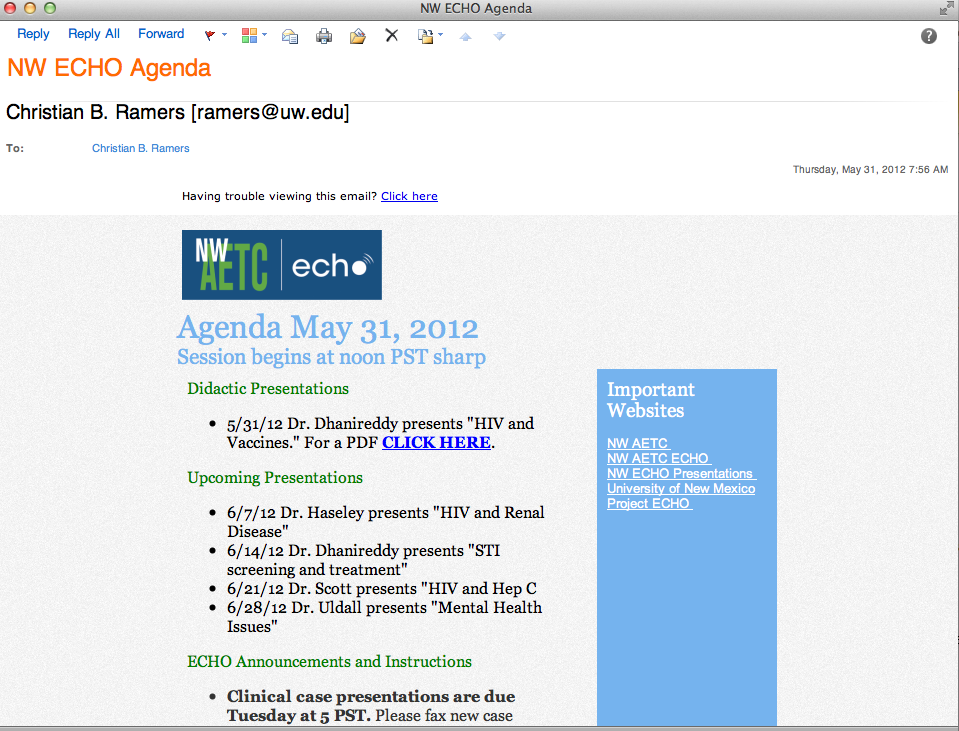 NW ECHO Agenda
Reply Reply All Forward
NW ECHO Agenda
Christian B. Ramers [ramers@uw.edu]
To: Christian B. Ramers
Thursday, May 31, 2012 7:56 AM
Having trouble viewing this email? Click here
NW AETC echo
Agenda May 31, 2012
Session begins at noon PST sharp
Didactic Presentations
• 5/31/12 Dr. Dhanireddy presents "HIV and
Vaccines." For a PDF CLICK HERE.
Upcoming Presentations
• 6/7/12 Dr. Haseley presents "HIV and Renal
Disease"
• 6/14/12 Dr. Dhanireddy presents "STI
screening and treatment"
• 6/21/12 Dr. Scott presents "HIV and Hep C
• 6/28/12 Dr. Uldall presents "Mental Health
Issues"
ECHO Announcements and Instructions
• Clinical case presentations are due
Tuesday at 5 PST. Please fax new case
Important
Websites
NW AETC
NW AETC ECHO
NW ECHO Presentations
University of New Mexico
Project ECHO